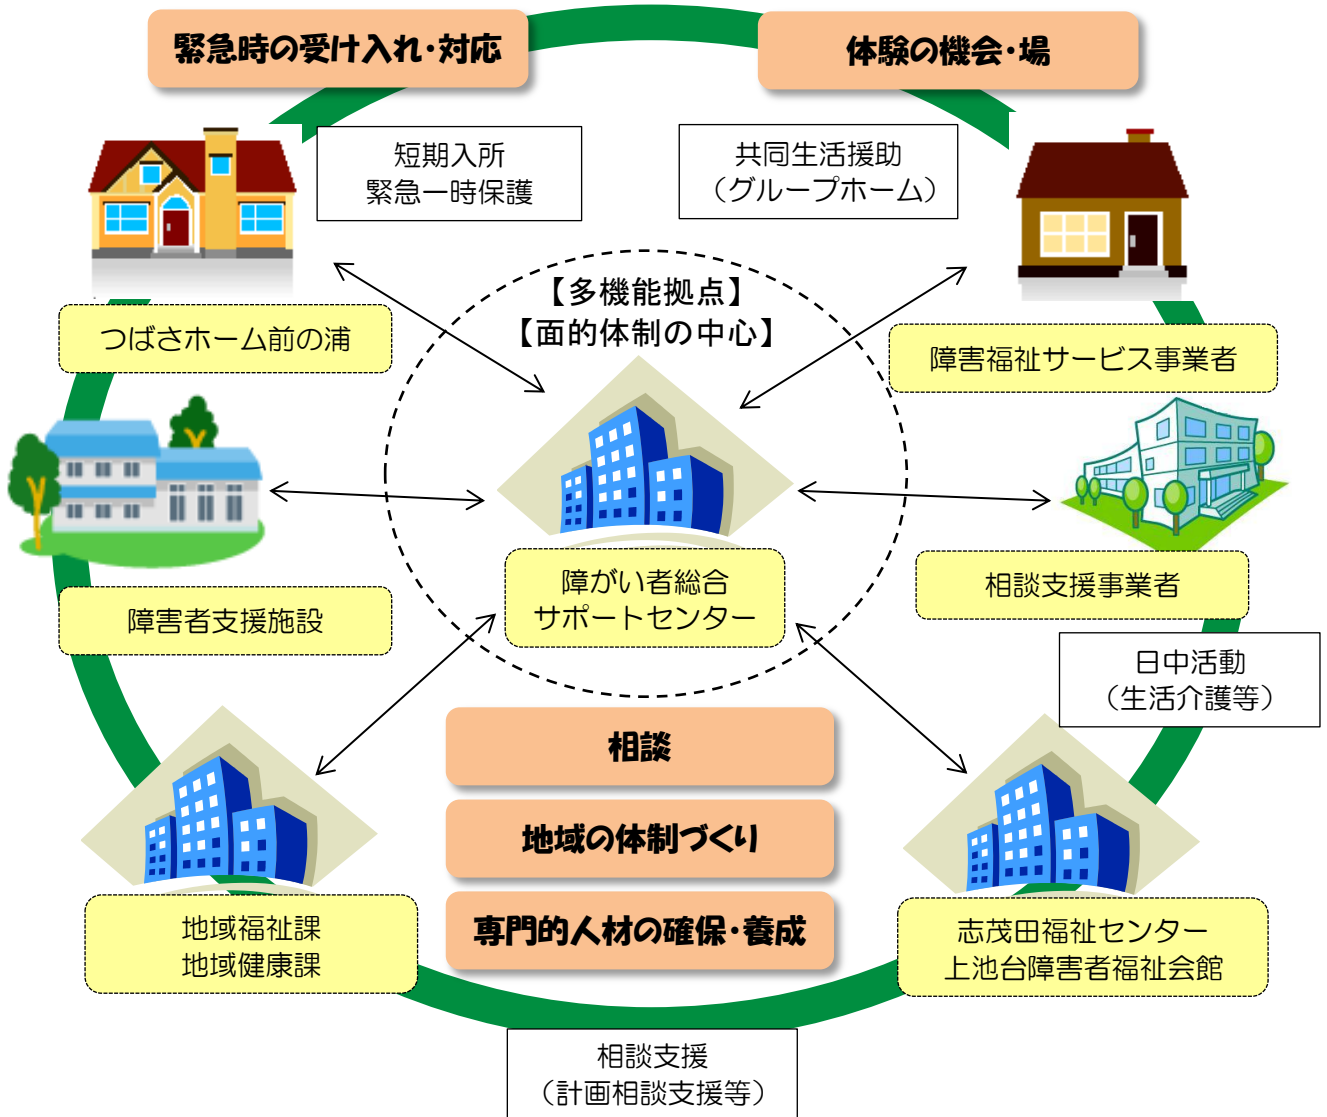 緊急時の受け入れ・対応
体験の機会・場
短期入所
緊急一時保護
共同生活援助
（グループホーム）
【多機能拠点】
【面的体制の中心】
つばさホーム前の浦
障害福祉サービス事業者
障がい者総合
サポートセンター
障害者支援施設
相談支援事業者
日中活動
（生活介護等）
相談
地域の体制づくり
専門的人材の確保・養成
地域福祉課
地域健康課
志茂田福祉センター
上池台障害者福祉会館
相談支援
（計画相談支援等）